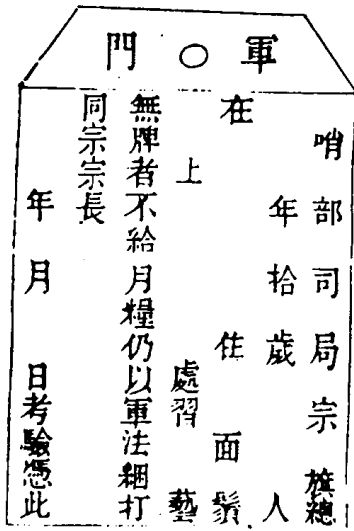 軍○門
哨部司局宗旗總
年拾歲人
在住面鬚
上處習藝
無牌者不給月糧仍以軍法綑打
同宗宗長
年月日考驗憑此